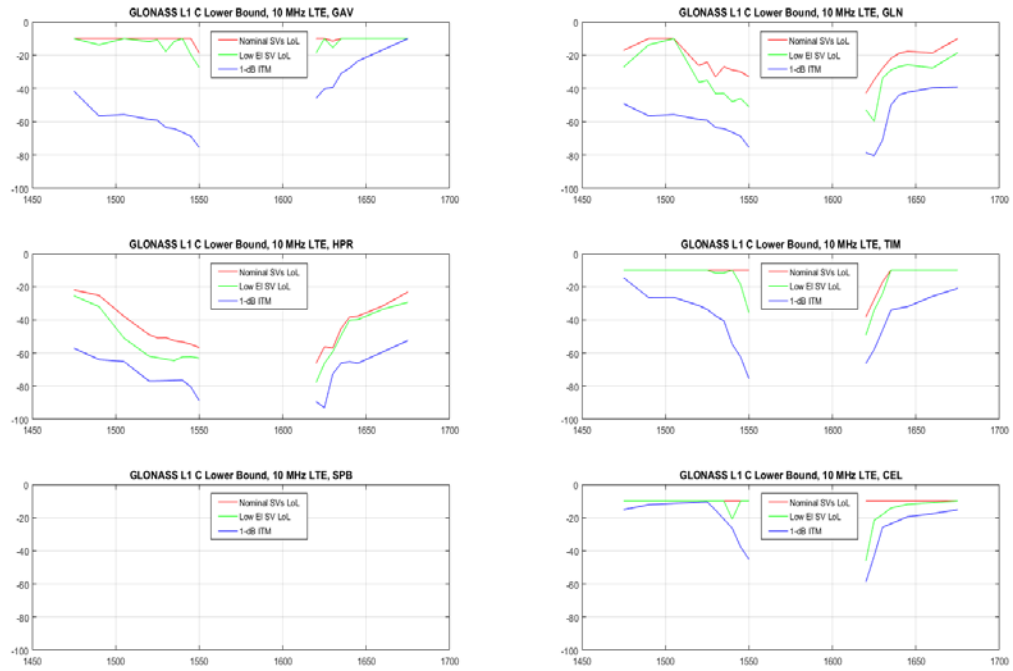 GLONASS L1 C Lower Bound, 10 MHz LTE, GAV
0
-20
-40
-60
-80
-100
1450 1500 1550 1600 1650 1700
Nominal SVs LoL
Low El SV LoL
1-dB ITM
GLONASS L1 C Lower Bound, 10 MHz LTE, GLN
0
-20
-40
-60
-80
-100
1450 1500 1550 1600 1650 1700
Nominal SVs LoL
Low El SV LoL
1-dB ITM
GLONASS L1 C Lower Bound, 10 MHz LTE, HPR
0
-20
-40
-60
-80
-100
1450 1500 1550 1600 1650 1700
Nominal SVs LoL
Low El SV LoL
1-dB ITM
GLONASS L1 C Lower Bound, 10 MHz LTE, TIM
0
-20
-40
-60
-80
-100
1450 1500 1550 1600 1650 1700
Nominal SVs LoL
Low El SV LoL
1-dB ITM
GLONASS L1 C Lower Bound, 10 MHz LTE, SPB
0
-20
-40
-60
-80
-100
1450 1500 1550 1600 1650 1700
Nominal SVs LoL
Low El SV LoL
1-dB ITM
GLONASS L1 C Lower Bound, 10 MHz LTE, CEL
0
-20
-40
-60
-80
-100
1450 1500 1550 1600 1650 1700
Nominal SVs LoL
Low El SV LoL
1-dB ITM